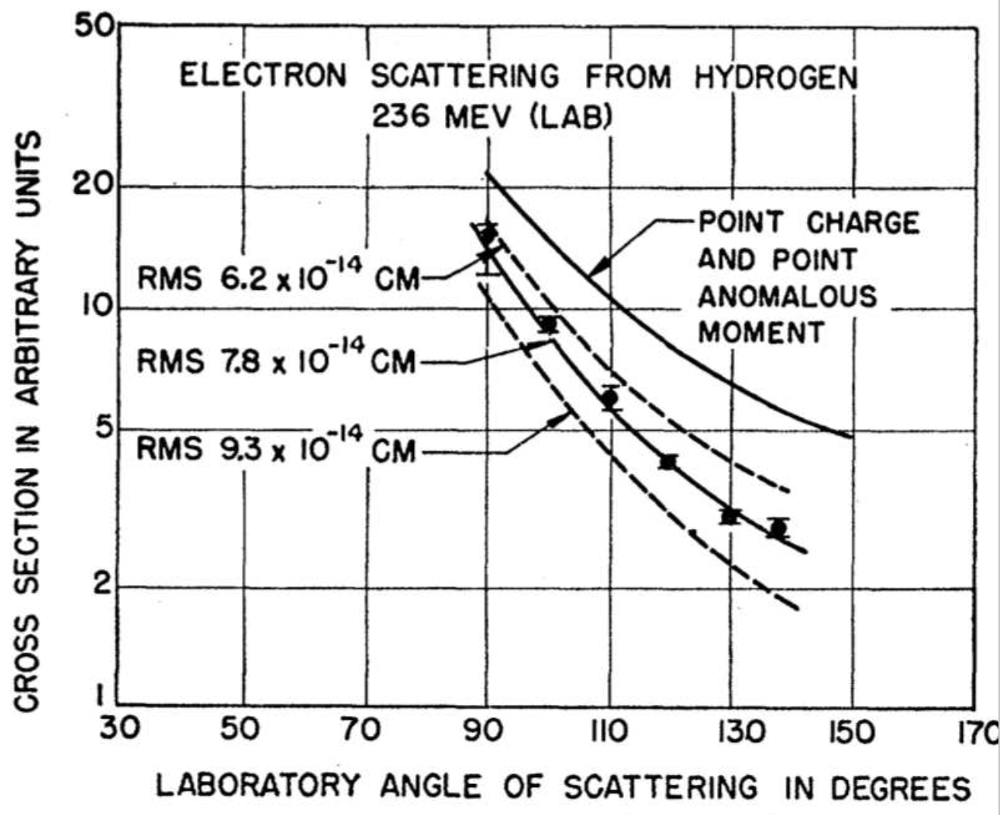 50
ELECTRON SCATTERING FROM HYDROGEN
236 MEV (LAB)
20
POINT CHARGE
AND POINT
ANOMALOUS
MOMENT
RMS 6.2 x 10⁻¹⁴ CM
10
RMS 7.8 x 10⁻¹⁴ CM
5
RMS 9.3 x 10⁻¹⁴ CM
2
1
30 50 70 90 110 130 150 170
LABORATORY ANGLE OF SCATTERING IN DEGREES
CROSS SECTION IN ARBITRARY UNITS